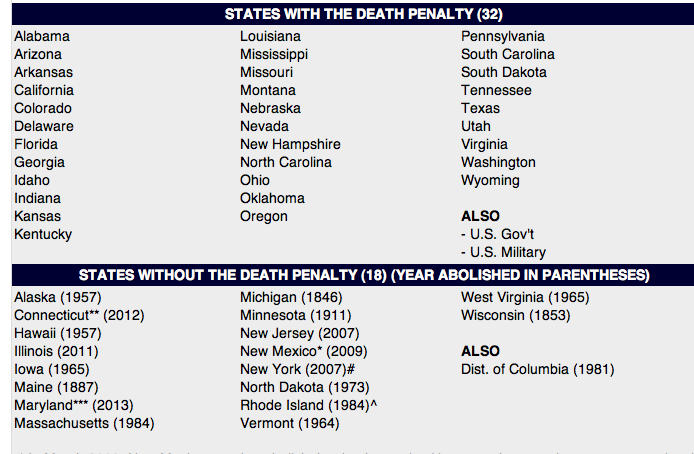 STATES WITH THE DEATH PENALTY (32)
Alabama
Arizona
Arkansas
California
Colorado
Delaware
Florida
Georgia
Idaho
Indiana
Kansas
Kentucky
Louisiana
Mississippi
Missouri
Montana
Nebraska
Nevada
New Hampshire
North Carolina
Ohio
Oklahoma
Oregon
Pennsylvania
South Carolina
South Dakota
Tennessee
Texas
Utah
Virginia
Washington
Wyoming
ALSO
- U.S. Gov't
- U.S. Military
STATES WITHOUT THE DEATH PENALTY (18) (YEAR ABOLISHED IN PARENTHESES)
Alaska (1957)
Connecticut** (2012)
Hawaii (1957)
Illinois (2011)
Iowa (1965)
Maine (1887)
Maryland*** (2013)
Massachusetts (1984)
Michigan (1846)
Minnesota (1911)
New Jersey (2007)
New Mexico* (2009)
New York (2007)#
North Dakota (1973)
Rhode Island (1984)^
Vermont (1964)
West Virginia (1965)
Wisconsin (1853)
ALSO
Dist. of Columbia (1981)